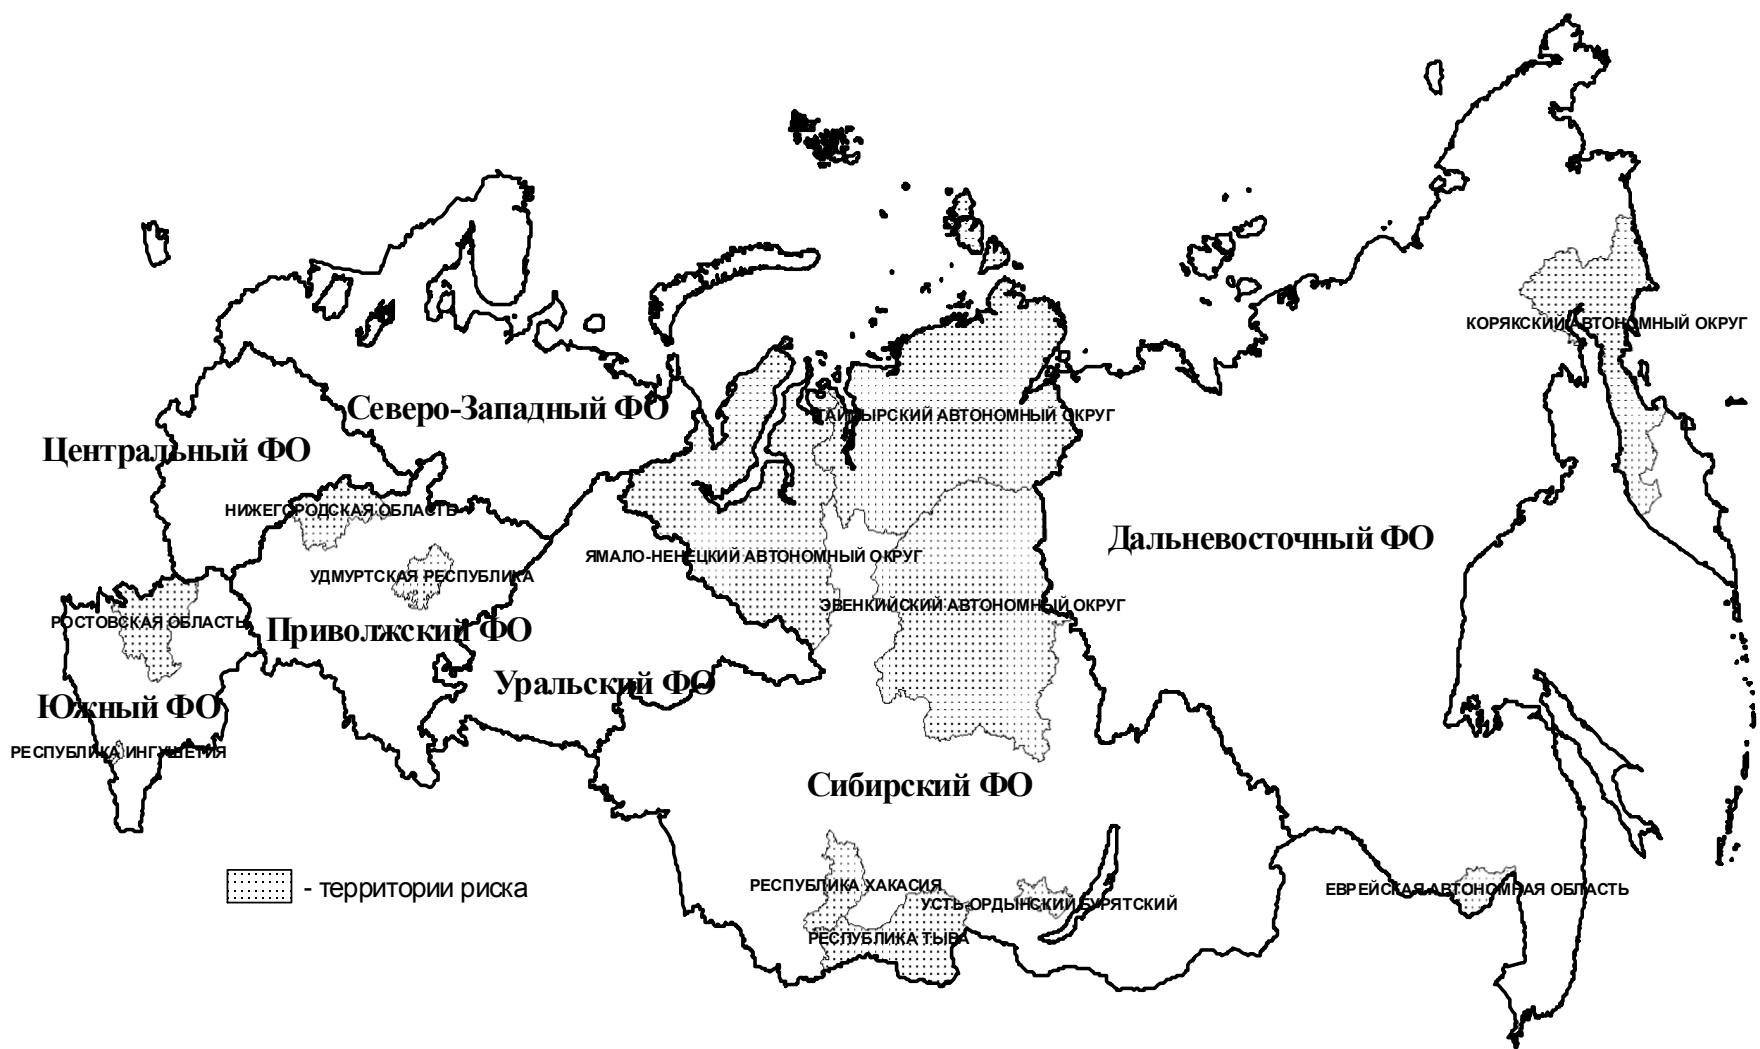 КОРЯКСКИЙ АВТОНОМНЫЙ ОКРУГ
Северо-Западный ФО
ТАЙМЫРСКИЙ АВТОНОМНЫЙ ОКРУГ
Центральный ФО
НИЖЕГОРОДСКАЯ ОБЛАСТЬ
Дальневосточный ФО
ЯМАЛО-НЕНЕЦКИЙ АВТОНОМНЫЙ ОКРУГ
УДМУРТСКАЯ РЕСПУБЛИКА
ЭВЕНКИЙСКИЙ АВТОНОМНЫЙ ОКРУГ
РОСТОВСКАЯ ОБЛАСТЬ
Приволжский ФО
Уральский ФО
Южный ФО
РЕСПУБЛИКА ИНГУШЕТИЯ
Сибирский ФО
- территории риска
РЕСПУБЛИКА ХАКАСИЯ
ЕВРЕЙСКАЯ АВТОНОМНАЯ ОБЛАСТЬ
УСТЬ-ОРДЫНСКИЙ БУРЯТСКИЙ
РЕСПУБЛИКА ТЫВА